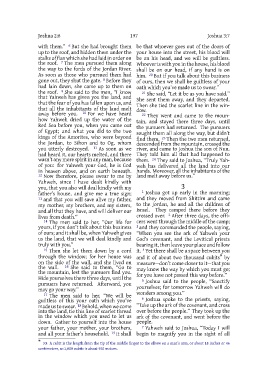 Joshua 2:8 197 Joshua 3:7
with them." 6 But she had brought them
up to the roof, and hidden them under the
stalks of flax which she had laid in order on
the roof. 7 The men pursued them along
the way to the fords of the Jordan River.
As soon as those who pursued them had
gone out, they shut the gate. 8 Before they
had lain down, she came up to them on
the roof. 9 She said to the men, "I know
that Yahweh has given you the land, and
that the fear of you has fallen upon us, and
that all the inhabitants of the land melt
away before you. 10 For we have heard
how Yahweh dried up the water of the
Red Sea before you, when you came out
of Egypt; and what you did to the two
kings of the Amorites, who were beyond
the Jordan, to Sihon and to Og, whom
you utterly destroyed. 11 As soon as we
had heard it, our hearts melted, and there
wasn't any more spirit in any man, because
of you: for Yahweh your God, he is God
in heaven above, and on earth beneath.
12 Now therefore, please swear to me by
Yahweh, since I have dealt kindly with
you, that you also will deal kindly with my
father's house, and give me a true sign;
13 and that you will save alive my father,
my mother, my brothers, and my sisters,
and all that they have, and will deliver our
lives from death."
14 The men said to her, "Our life for
yours, if you don't talk about this business
of ours; and it shall be, when Yahweh gives
us the land, that we will deal kindly and
truly with you."
15 Then she let them down by a cord
through the window; for her house was
on the side of the wall, and she lived on
the wall. 16 She said to them, "Go to
the mountain, lest the pursuers find you.
Hide yourselves there three days, until the
pursuers have returned. Afterward, you
may go your way."
17 The men said to her, "We will be
guiltless of this your oath which you've
made us to swear. 18 Behold, when we come
into the land, tie this line of scarlet thread
in the window which you used to let us
down. Gather to yourself into the house
your father, your mother, your brothers,
and all your father's household. 19 It shall
be that whoever goes out of the doors of
your house into the street, his blood will
be on his head, and we will be guiltless.
Whoever is with you in the house, his blood
shall be on our head, if any hand is on
him. 20 But if you talk about this business
of ours, then we shall be guiltless of your
oath which you've made us to swear."
21 She said, "Let it be as you have said."
She sent them away, and they departed.
Then she tied the scarlet line in the win-
dow.
22 They went and came to the moun-
tain, and stayed there three days, until
the pursuers had returned. The pursuers
sought them all along the way, but didn't
find them. 23 Then the two men returned,
descended from the mountain, crossed the
river, and came to Joshua the son of Nun.
They told him all that had happened to
them. 24 They said to Joshua, "Truly Yah-
weh has delivered all the land into our
hands. Moreover, all the inhabitants of the
land melt away before us."
3
1 Joshua got up early in the morning;
and they moved from Shittim and came
to the Jordan, he and all the children of
Israel. They camped there before they
crossed over. 2 After three days, the offi-
cers went through the middle of the camp;
3 and they commanded the people, saying,
"When you see the ark of Yahweh your
God's covenant, and the Levitical priests
bearing it, then leave your place and follow
it. 4 Yet there shall be a space between you
and it of about two thousand cubits* by
measure—don't come closer to it—that you
may know the way by which you must go;
for you have not passed this way before."
5 Joshua said to the people, "Sanctify
yourselves; for tomorrow Yahweh will do
wonders among you."
6 Joshua spoke to the priests, saying,
"Take up the ark of the covenant, and cross
over before the people." They took up the
ark of the covenant, and went before the
people.
7 Yahweh said to Joshua, "Today I will
begin to magnify you in the sight of all